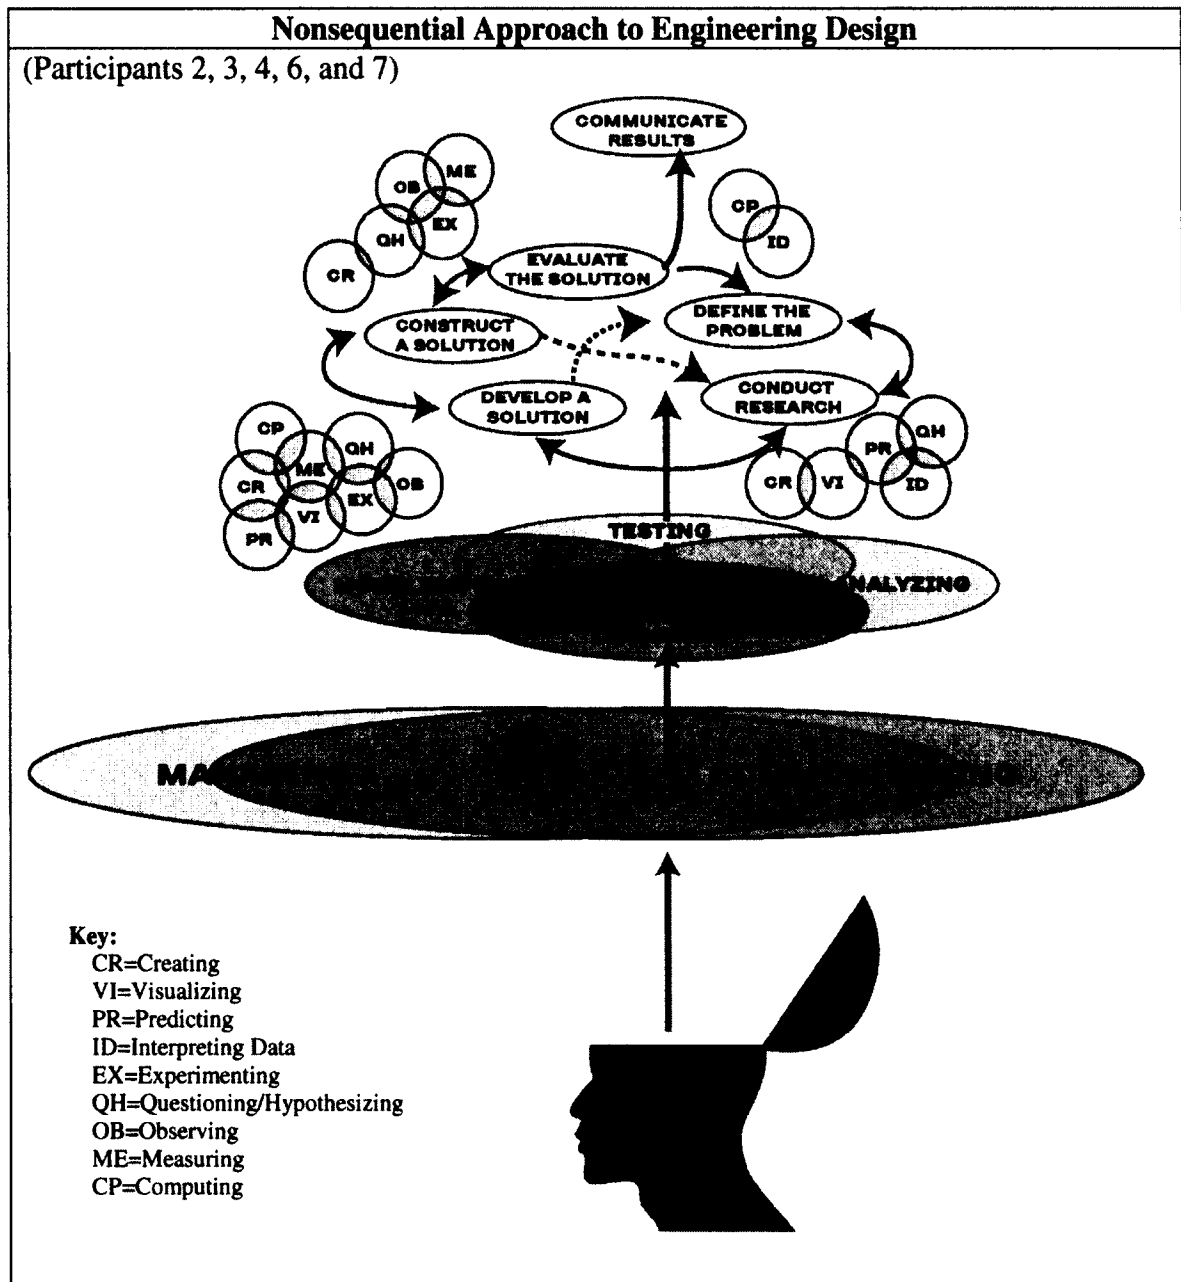 Nonsequential Approach to Engineering Design
(Participants 2, 3, 4, 6, and 7)
COMMUNICATE
RESULTS
OB
ME
QH
EX
CR
CP
ID
EVALUATE
THE SOLUTION
DEFINE THE
PROBLEM
CONSTRUCT
A SOLUTION
CONDUCT
RESEARCH
DEVELOP A
SOLUTION
CP
ME
QH
CR
VI
EX
OB
PR
CR
VI
PR
QH
ID
TESTING
Key:
CR=Creating
VI=Visualizing
PR=Predicting
ID=Interpreting Data
EX=Experimenting
QH=Questioning/Hypothesizing
OB=Observing
ME=Measuring
CP=Computing